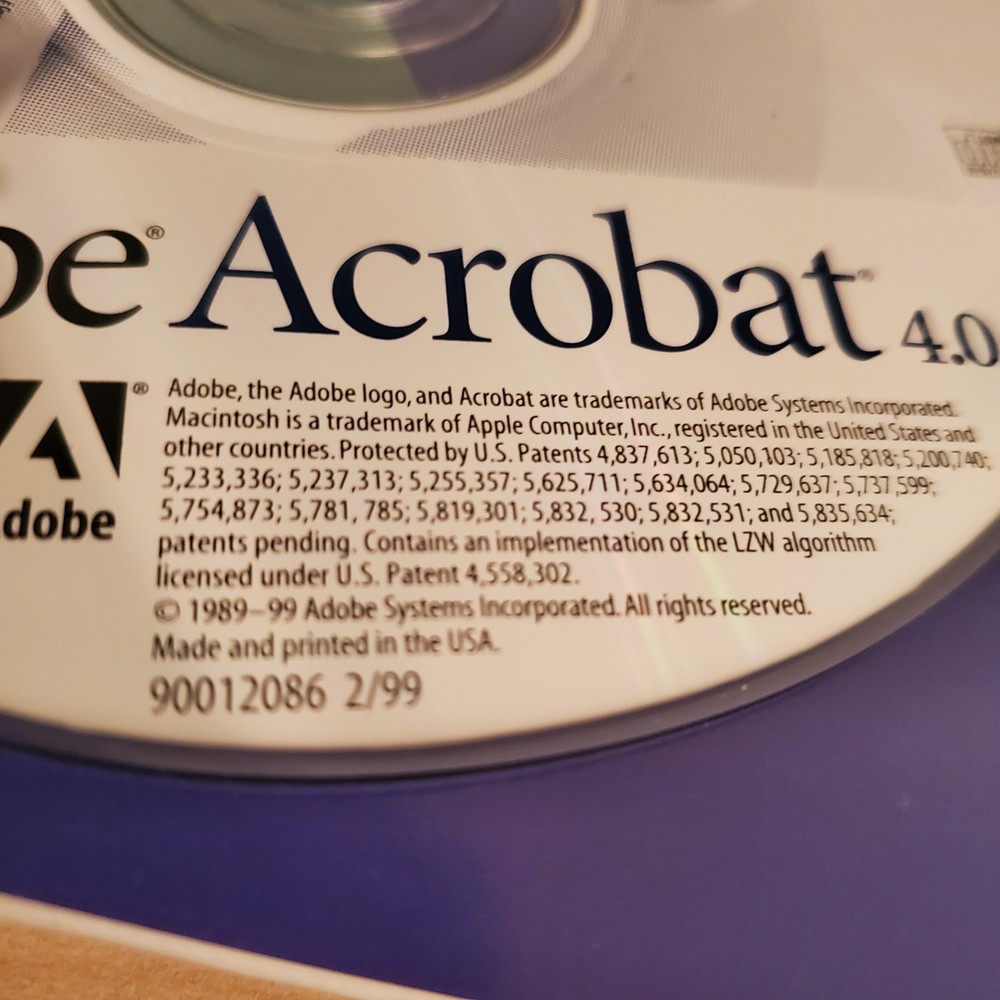 be® Acrobat® 4.0
® Adobe, the Adobe logo, and Acrobat are trademarks of Adobe Systems Incorporated.
Macintosh is a trademark of Apple Computer, Inc., registered in the United States and
other countries. Protected by U.S. Patents 4,837,613; 5,050,103; 5,185,818; 5,200,740;
5,233,336; 5,237,313; 5,255,357; 5,625,711; 5,634,064; 5,729,637; 5,737,599;
5,754,873; 5,781, 785; 5,819,301; 5,832, 530; 5,832,531; and 5,835,634;
dobe
patents pending. Contains an implementation of the LZW algorithm
licensed under U.S. Patent 4,558,302.
© 1989–99 Adobe Systems Incorporated. All rights reserved.
Made and printed in the USA.
90012086 2/99